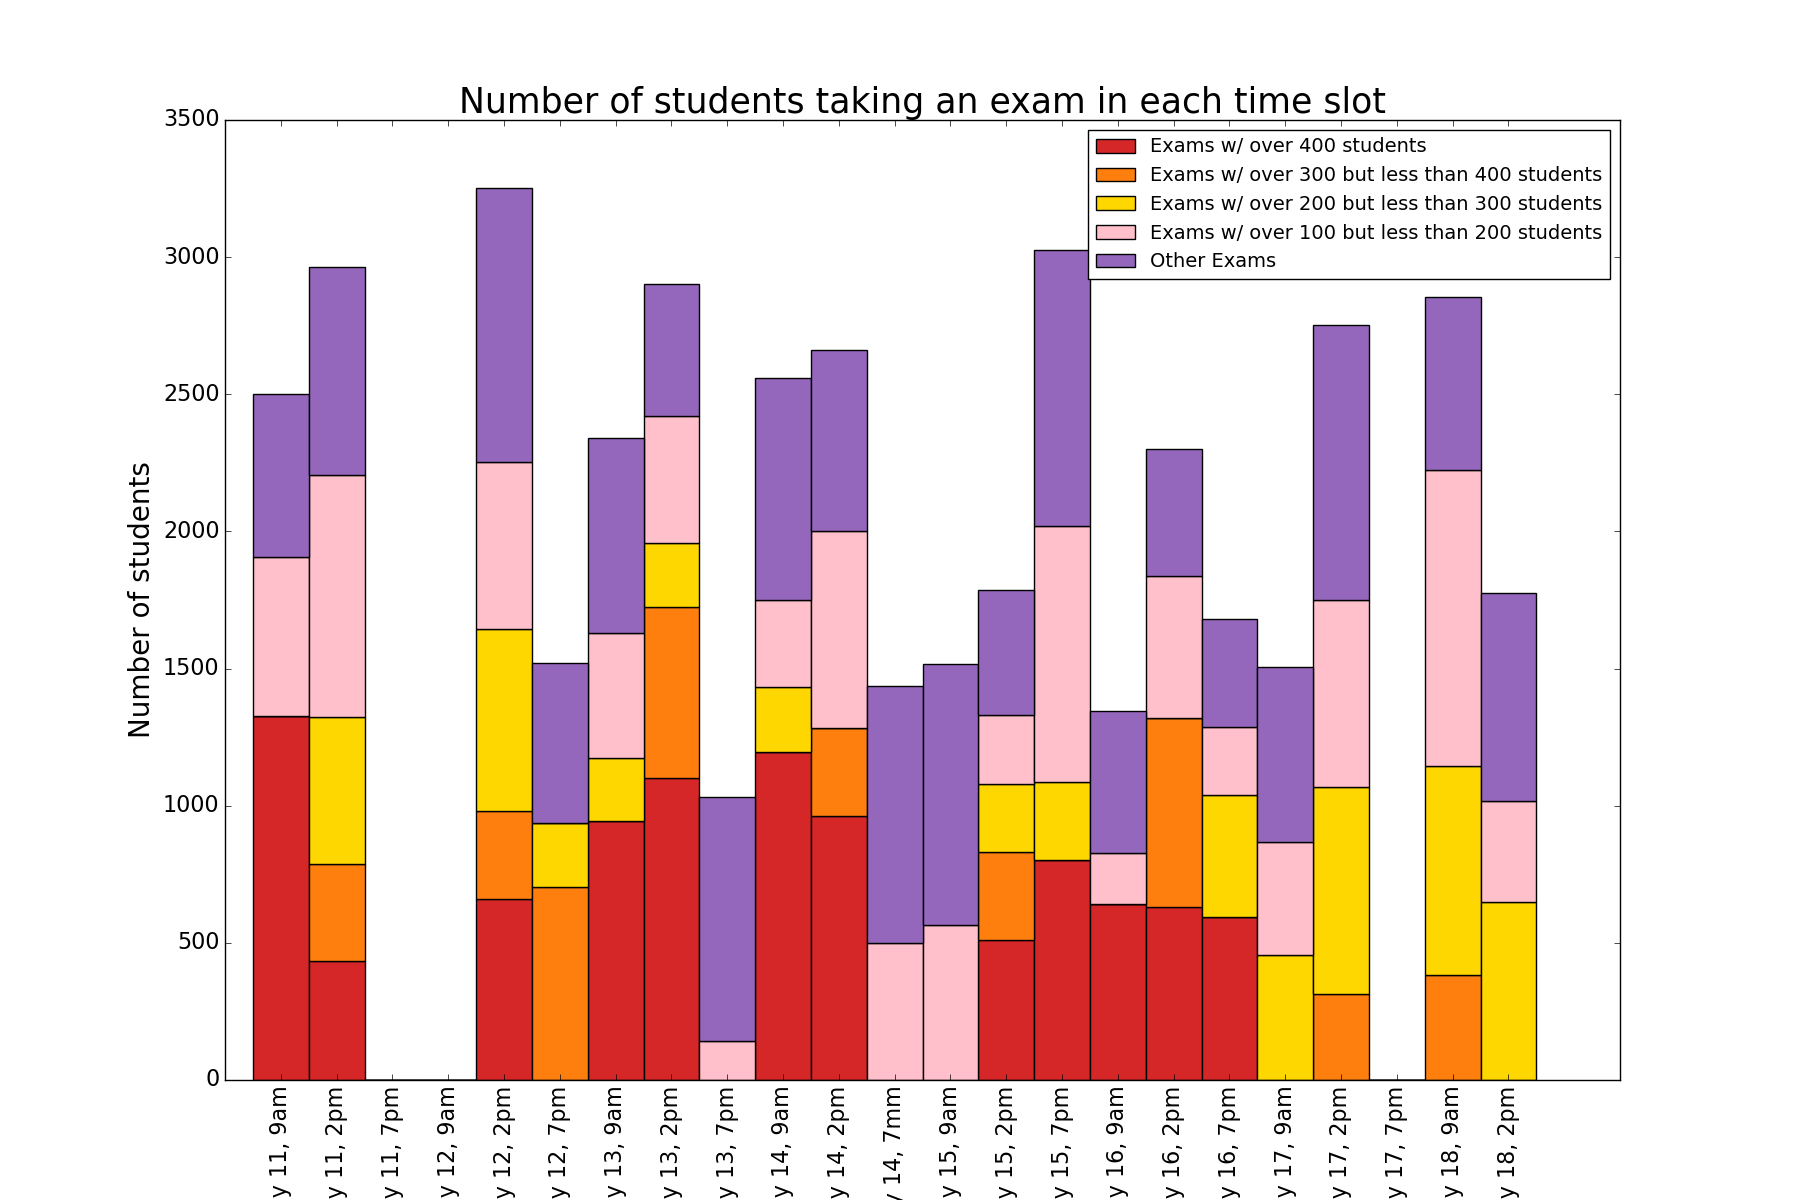 Number of students taking an exam in each time slot
Exams w/ over 400 students
Exams w/ over 300 but less than 400 students
Exams w/ over 200 but less than 300 students
Exams w/ over 100 but less than 200 students
Other Exams
Number of students
3500
3000
2500
2000
1500
1000
500
0
y 11, 9am
y 11, 2pm
y 11, 7pm
y 12, 9am
y 12, 2pm
y 12, 7pm
y 13, 9am
y 13, 2pm
y 13, 7pm
y 14, 9am
y 14, 2pm
y 14, 7mm
y 15, 9am
y 15, 2pm
y 15, 7pm
y 16, 9am
y 16, 2pm
y 16, 7pm
y 17, 9am
y 17, 2pm
y 17, 7pm
y 18, 9am
y 18, 2pm